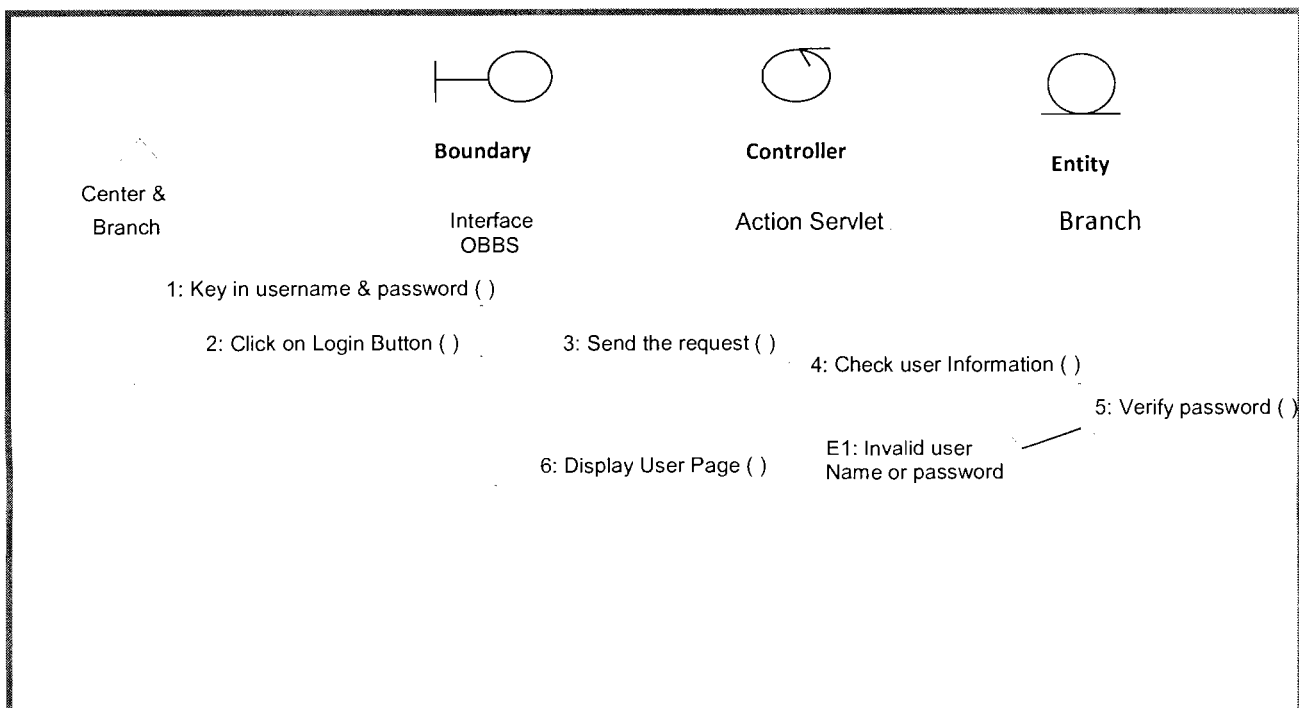 Boundary
Controller
Entity
Center &
Branch
Interface
OBBS
Action Servlet
Branch
1: Key in username & password ( )
2: Click on Login Button ( )
3: Send the request ( )
4: Check user Information ( )
5: Verify password ( )
E1: Invalid user
Name or password
6: Display User Page ( )